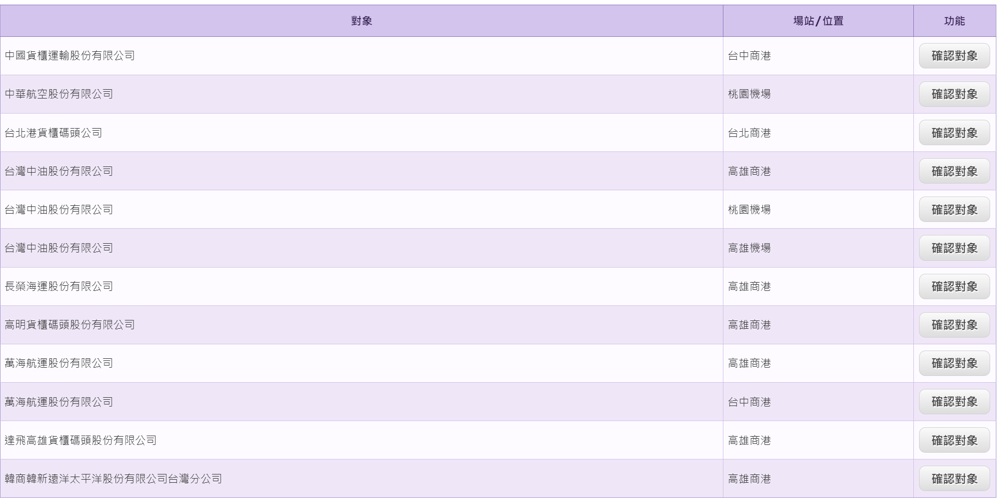 對象 場站/位置 功能
中國貨櫃運輸股份有限公司 台中商港 確認對象
中華航空股份有限公司 桃園機場 確認對象
台北港貨櫃碼頭公司 台北商港 確認對象
台灣中油股份有限公司 高雄商港 確認對象
台灣中油股份有限公司 桃園機場 確認對象
台灣中油股份有限公司 高雄機場 確認對象
長榮海運股份有限公司 高雄商港 確認對象
高明貨櫃碼頭股份有限公司 高雄商港 確認對象
萬海航運股份有限公司 高雄商港 確認對象
萬海航運股份有限公司 台中商港 確認對象
達飛高雄貨櫃碼頭股份有限公司 高雄商港 確認對象
韓商韓新遠洋太平洋股份有限公司台灣分公司 高雄商港 確認對象